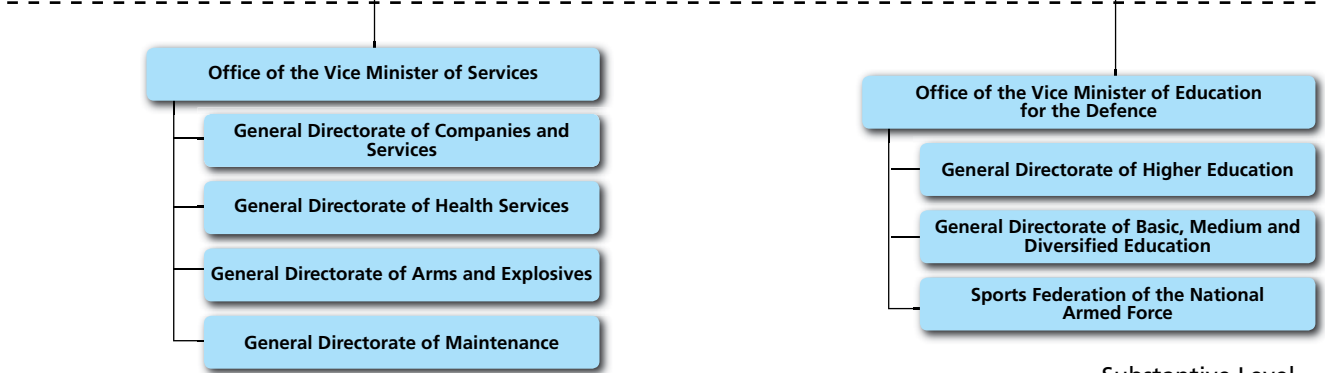 Office of the Vice Minister of Services
General Directorate of Companies and
Services
General Directorate of Health Services
General Directorate of Arms and Explosives
General Directorate of Maintenance
Office of the Vice Minister of Education
for the Defence
General Directorate of Higher Education
General Directorate of Basic, Medium and
Diversified Education
Sports Federation of the National
Armed Force
Substantive Level